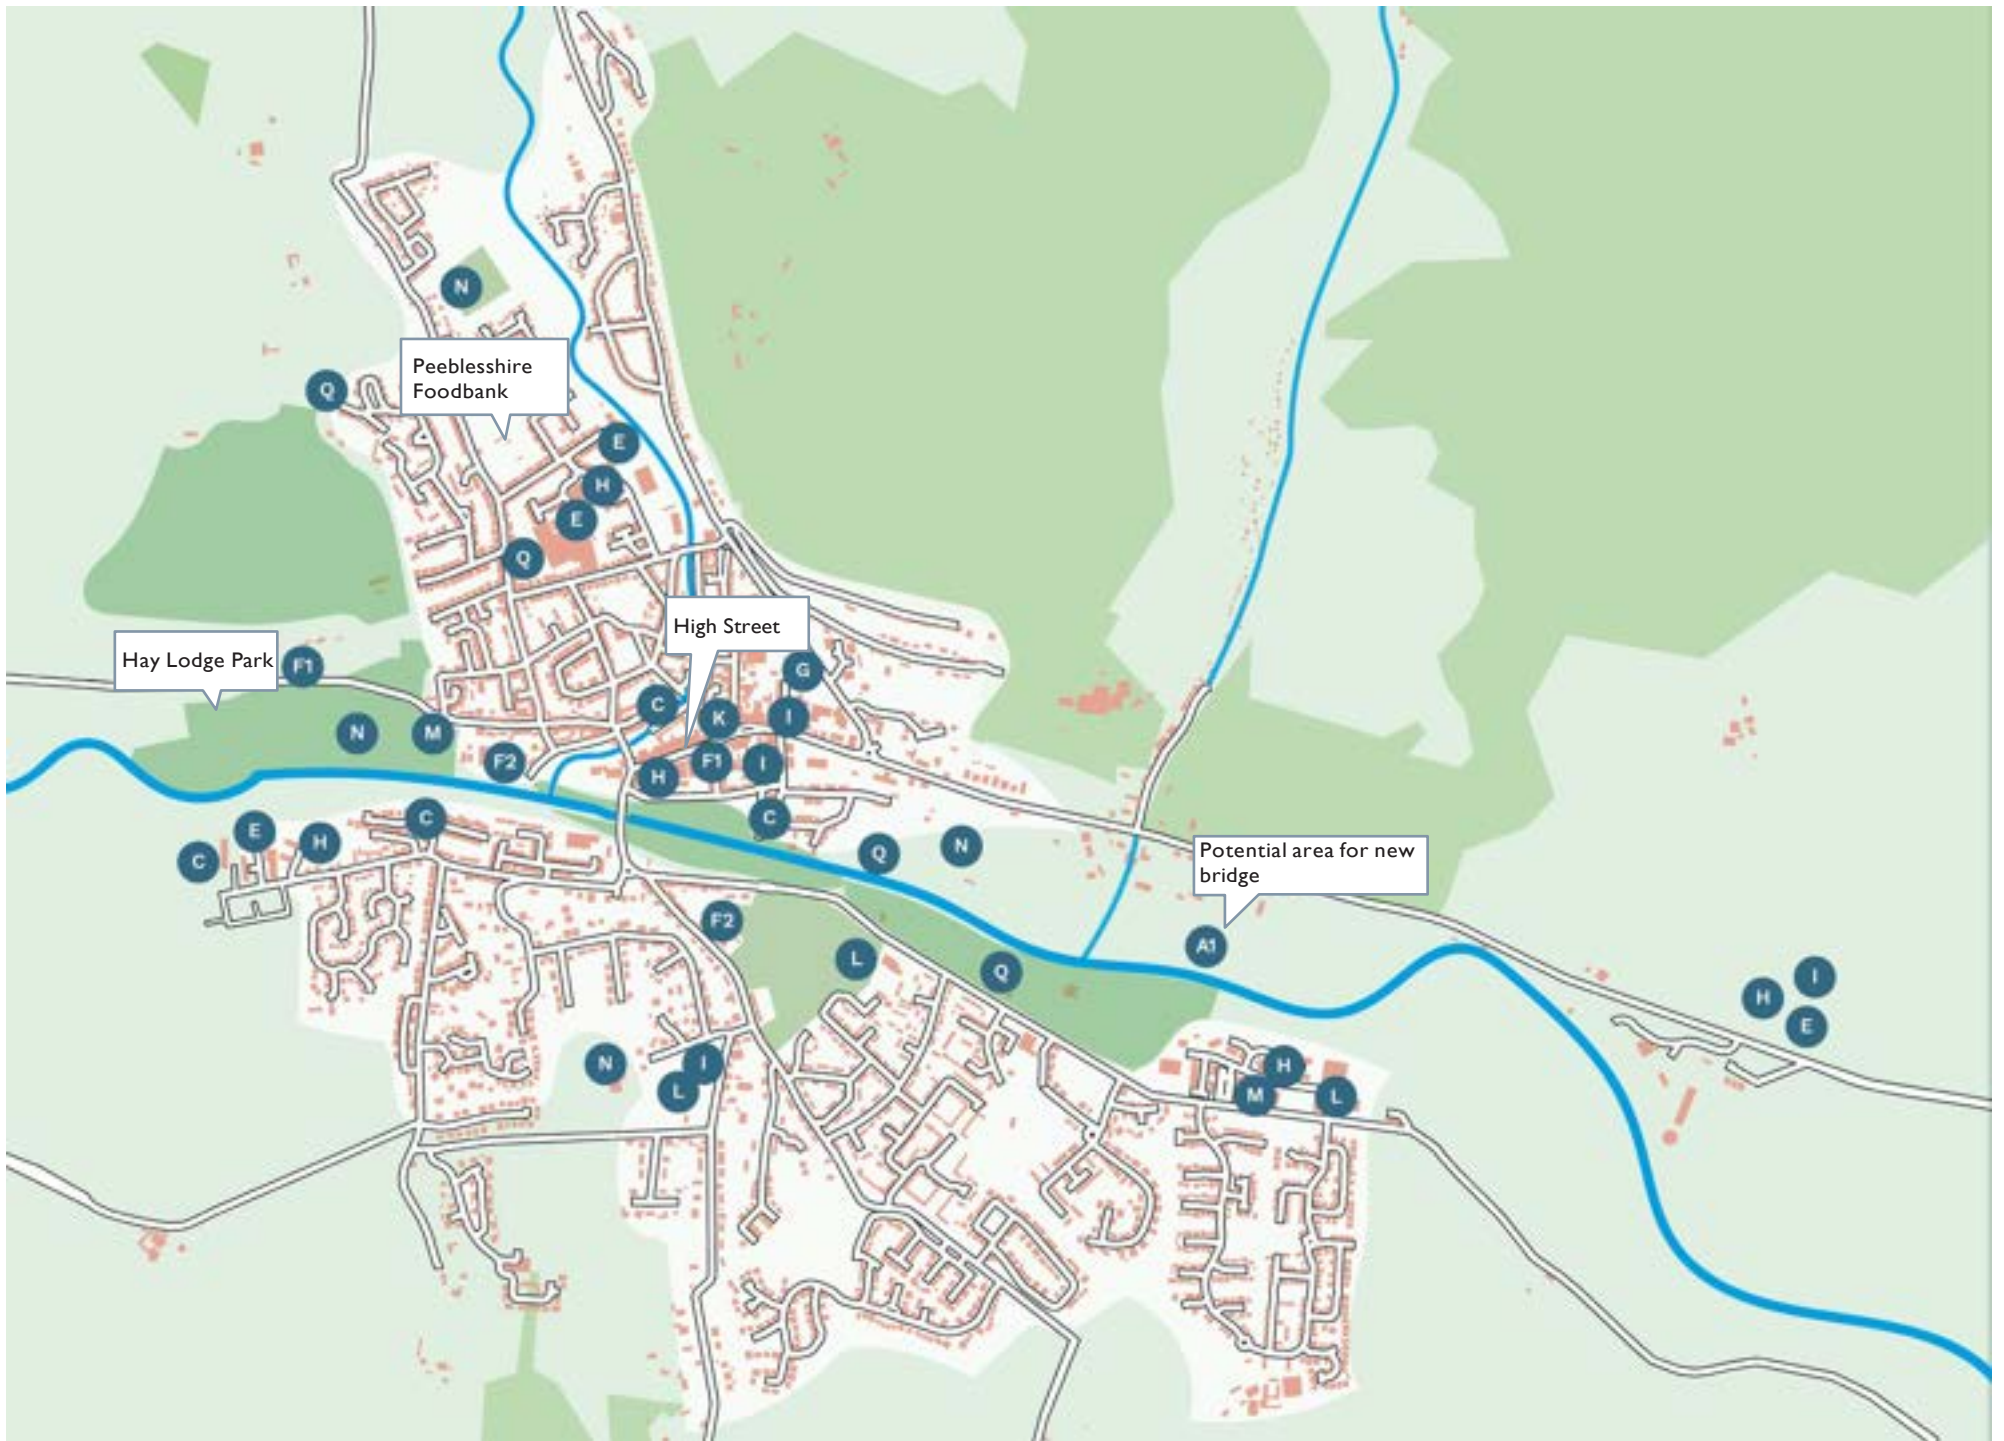 N
Peeblesshire
Foodbank
Q
E
H
E
Q
High Street
Hay Lodge Park
F1
G
C
K
I
N
M
F2
H
F1
I
C
C
E
H
C
Q
N
Potential area for new
bridge
F2
A1
L
Q
H
I
E
N
I
L
H
M
L